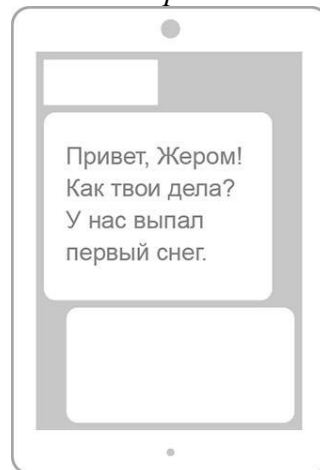 Привет, Жером!
Как твои дела?
У нас выпал
первый снег.